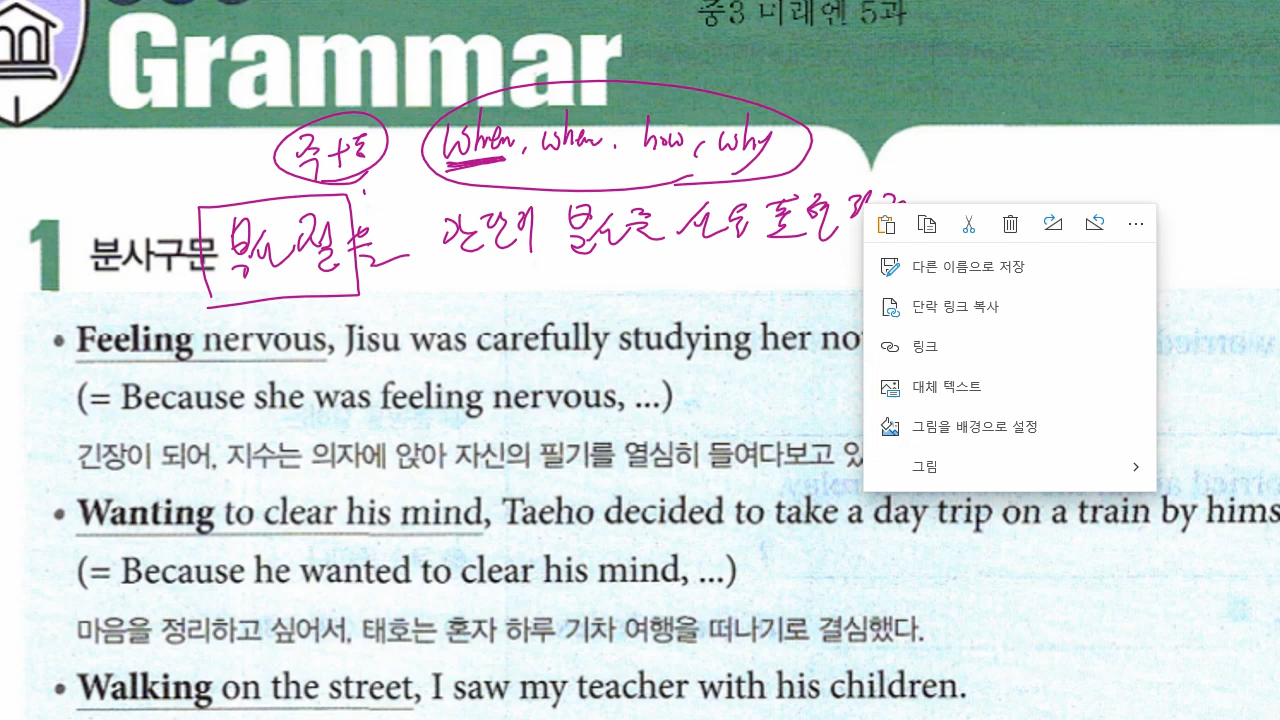 중3 미래엔 5과
Grammar
주+동
when, when. how, why
1 분사구문
부사절을 간단히 분사로 표현
• Feeling nervous, Jisu was carefully studying her no
(= Because she was feeling nervous, ...)
긴장이 되어, 지수는 의자에 앉아 자신의 필기를 열심히 들여다보고
• Wanting to clear his mind, Taeho decided to take a day trip on a train by hims
(= Because he wanted to clear his mind, ...)
마음을 정리하고 싶어서, 태호는 혼자 하루 기차 여행을 떠나기로 결심했다.
• Walking on the street, I saw my teacher with his children.
다른 이름으로 저장
단락 링크 복사
링크
대체 텍스트
그림을 배경으로 설정
그림